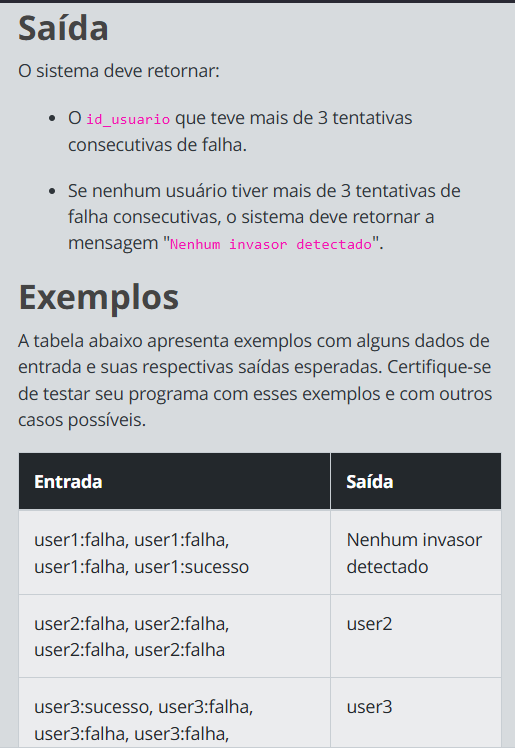 Saída
O sistema deve retornar:
• O id_usuario que teve mais de 3 tentativas
consecutivas de falha.
• Se nenhum usuário tiver mais de 3 tentativas de
falha consecutivas, o sistema deve retornar a
mensagem "Nenhum invasor detectado".
Exemplos
A tabela abaixo apresenta exemplos com alguns dados de
entrada e suas respectivas saídas esperadas. Certifique-se
de testar seu programa com esses exemplos e com outros
casos possíveis.
Entrada Saída
user1:falha, user1:falha, Nenhum invasor
user1:falha, user1:sucesso detectado
user2:falha, user2:falha, user2
user2:falha, user2:falha
user3:sucesso, user3:falha, user3
user3:falha, user3:falha,